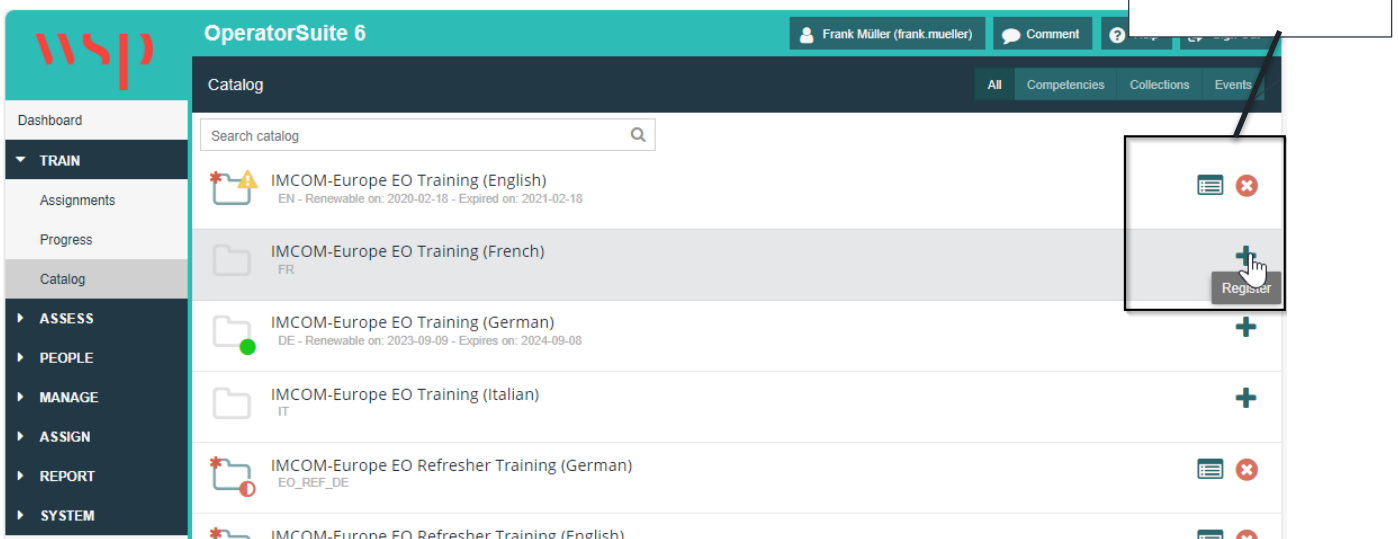 wsp
OperatorSuite 6
Frank Müller (frank.mueller)
Comment
Catalog
All
Competencies
Collections
Events
Dashboard
Search catalog
TRAIN
Assignments
Progress
Catalog
ASSESS
PEOPLE
MANAGE
ASSIGN
REPORT
SYSTEM
IMCOM-Europe EO Training (English)
EN - Renewable on: 2020-02-18 - Expired on: 2021-02-18
IMCOM-Europe EO Training (French)
FR
Register
IMCOM-Europe EO Training (German)
DE - Renewable on: 2023-09-09 - Expires on: 2024-09-08
IMCOM-Europe EO Training (Italian)
IT
IMCOM-Europe EO Refresher Training (German)
EO_REF_DE
IMCOM-Europe EO Refresher Training (English)